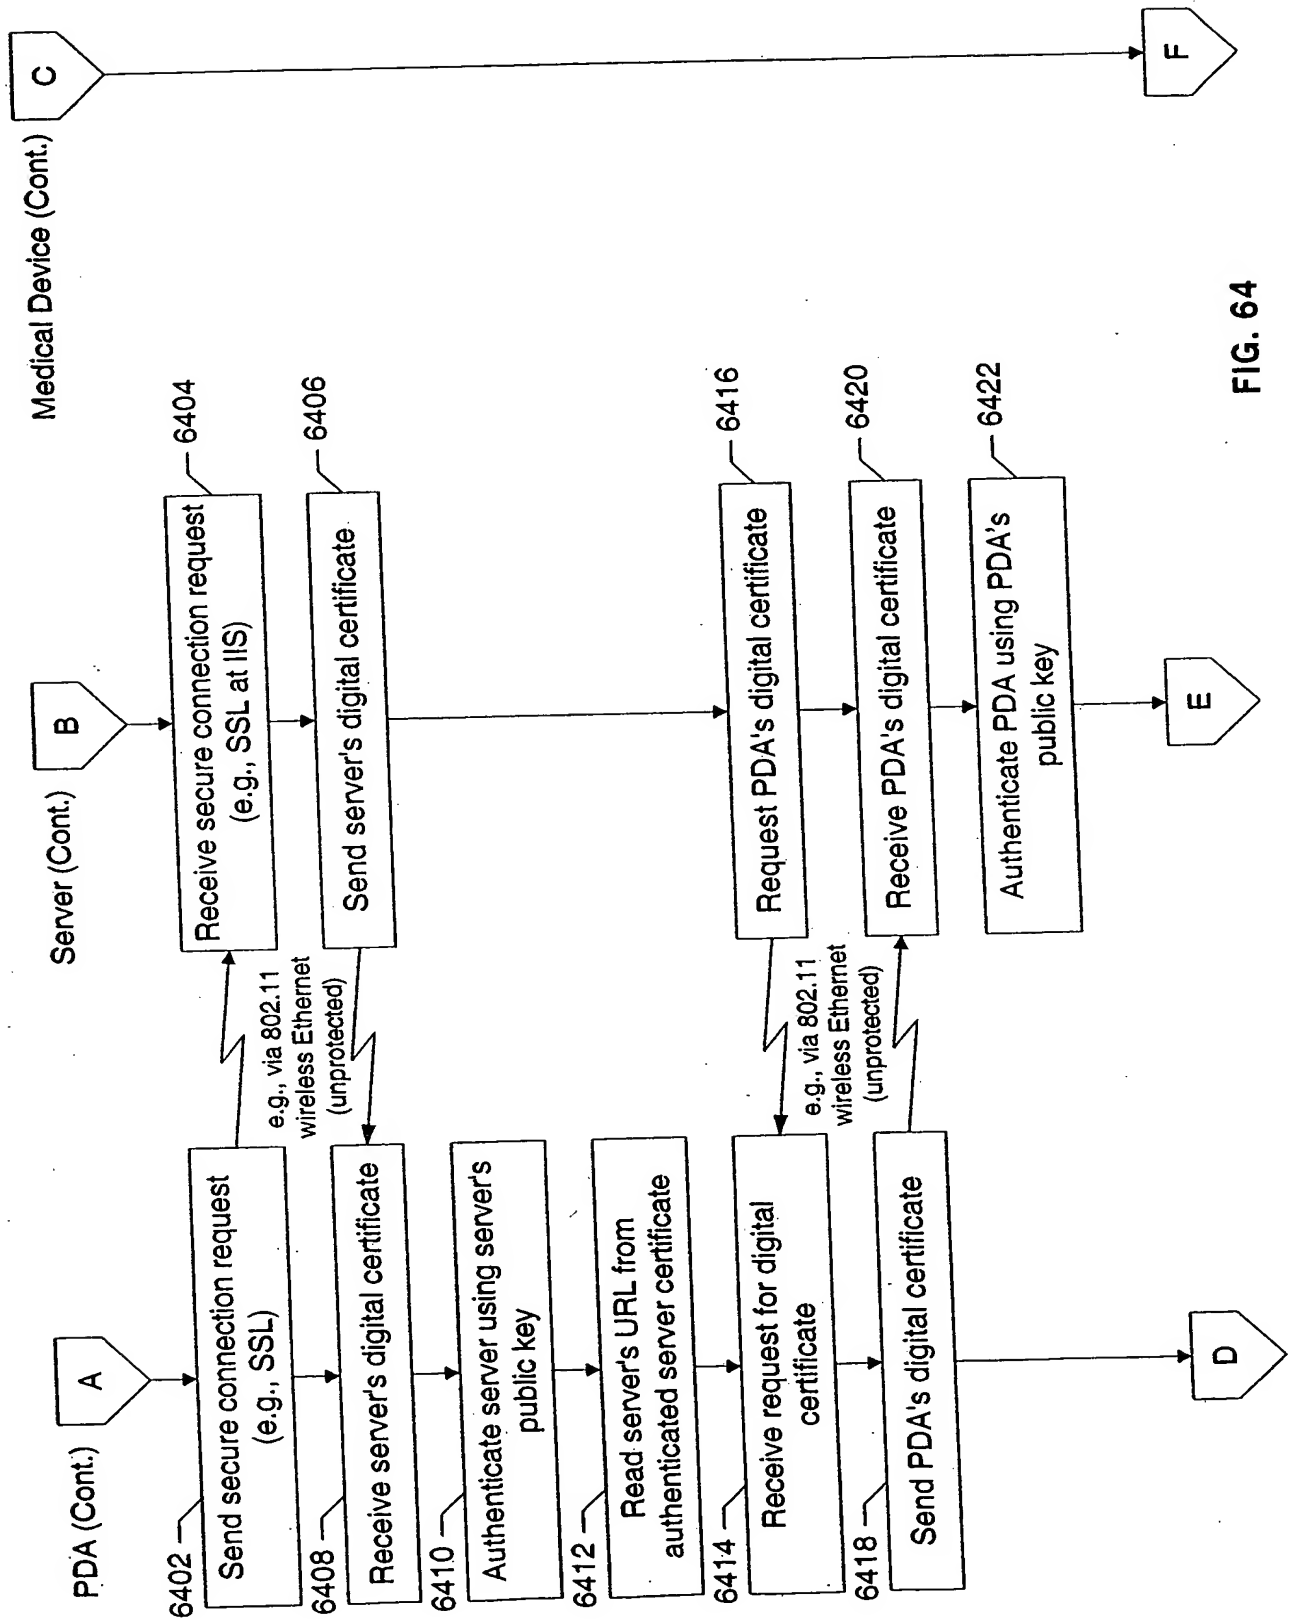 PDA (Cont.)
A
6402
Send secure connection request
(e.g., SSL)
6408
Receive server's digital certificate
6410
Authenticate server using server's
public key
6412
Read server's URL from
authenticated server certificate
6414
Receive request for digital
certificate
6418
Send PDA's digital certificate
D
e.g., via 802.11
wireless Ethernet
(unprotected)
e.g., via 802.11
wireless Ethernet
(unprotected)
Server (Cont.)
B
Receive secure connection request
(e.g., SSL at IIS)
6404
Send server's digital certificate
6406
Request PDA's digital certificate
6416
Receive PDA's digital certificate
6420
Authenticate PDA using PDA's
public key
6422
E
Medical Device (Cont.)
C
F
FIG. 64